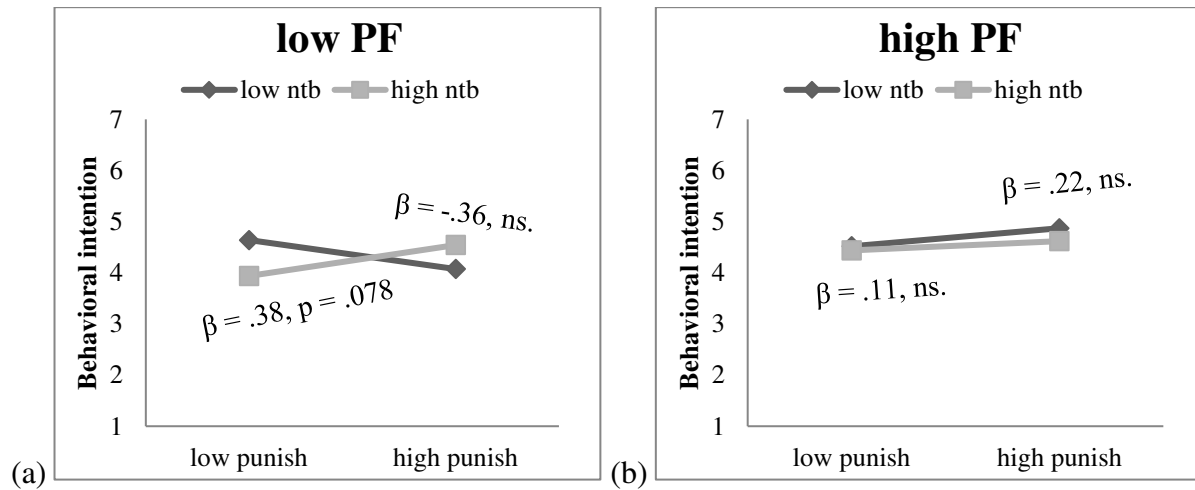 low PF
low ntb high ntb
Behavioral intention
7
6
5
4
3
2
1
β = -.36, ns.
β = .38, p = .078
low punish high punish
(a)
high PF
low ntb high ntb
Behavioral intention
7
6
5
4
3
2
1
β = .22, ns.
β = .11, ns.
low punish high punish
(b)